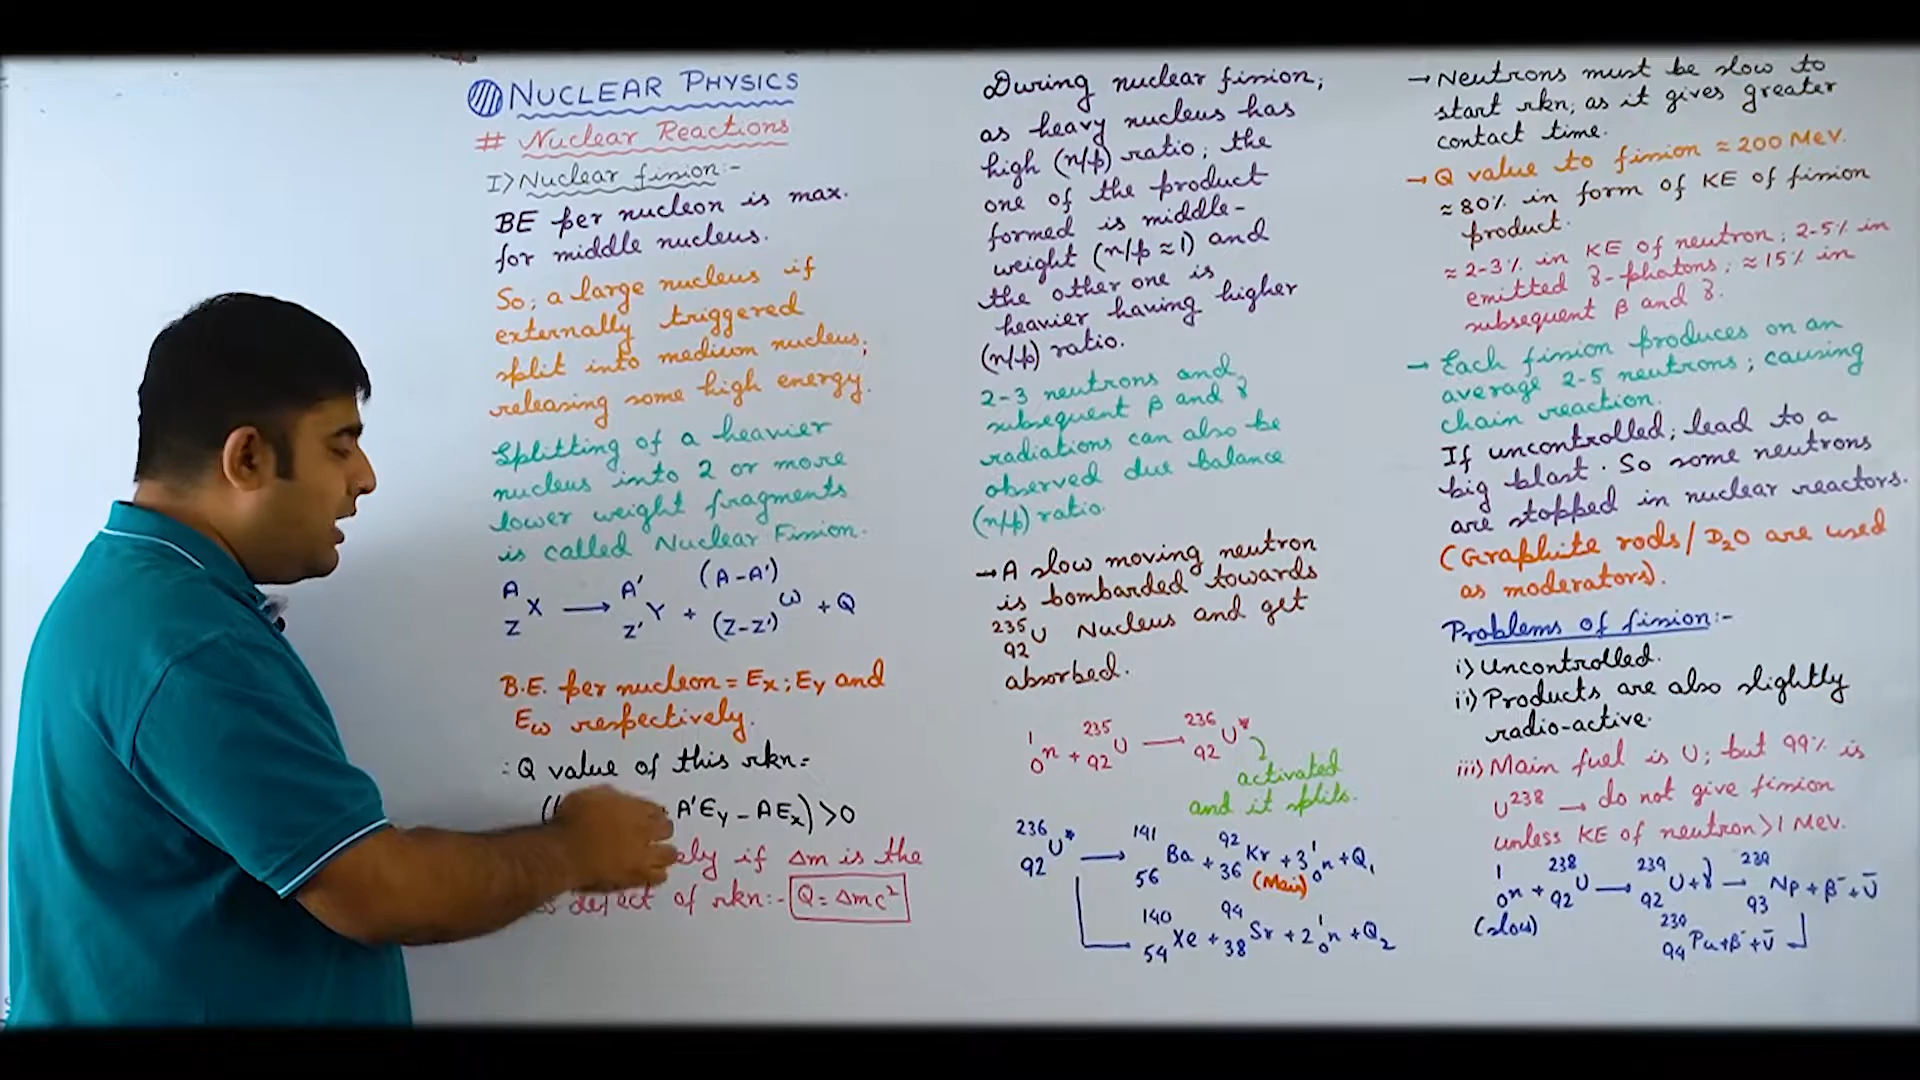 NUCLEAR PHYSICS
# Nuclear Reactions
I> Nuclear fission:-
BE per nucleon is max.
for middle nucleus.
So; a large nucleus if
externally triggered
split into medium nucleus;
releasing some high energy.
Splitting of a heavier
nucleus into 2 or more
lower weight fragments
is called Nuclear Fission.
A/Z X → A'/Z' Y + (A-A')/(Z-Z') ω + Q
B.E. per nucleon = Ex; Ey and
Eω respectively.
∴ Q value of this rkn=
A'Ey - AEx) > 0
if Δm is the
defect of rkn:- Q = Δmc²
During nuclear fission;
as heavy nucleus has
high (n/p) ratio; the
one of the product
formed is middle-
weight (n/p ≈ 1) and
the other one is
heavier having higher
(n/p) ratio.
2-3 neutrons and
subsequent β and γ
radiations can also be
observed due balance
(n/p) ratio.
→ A slow moving neutron
is bombarded towards
235/92 U Nucleus and get
absorbed.
1/0 n + 235/92 U → 236/92 U*
activated
and it splits.
236/92 U* → 141/56 Ba + 92/36 Kr + 3 1/0 n + Q₁
(Main)
140/54 Xe + 94/38 Sr + 2 1/0 n + Q₂
→ Neutrons must be slow to
start rkn; as it gives greater
contact time.
→ Q value to fission ≈ 200 MeV.
≈ 80% in form of KE of fission
product.
≈ 2-3% in KE of neutron; 2-5% in
emitted γ-photons; ≈ 15% in
subsequent β and γ.
→ Each fission produces on an
average 2-5 neutrons; causing
chain reaction.
If uncontrolled; lead to a
big blast. So some neutrons
are stopped in nuclear reactors.
(Graphite rods/D₂O are used
as moderators).
Problems of fission:-
i) Uncontrolled.
ii) Products are also slightly
radio-active.
iii) Main fuel is U; but 99% is
U²³⁸ → do not give fission
unless KE of neutron > 1 MeV.
1/0 n + 238/92 U → 239/92 U + γ → 239/93 Np + β⁻ + ῡ
(slow)
239/94 Pu + β⁻ + ῡ